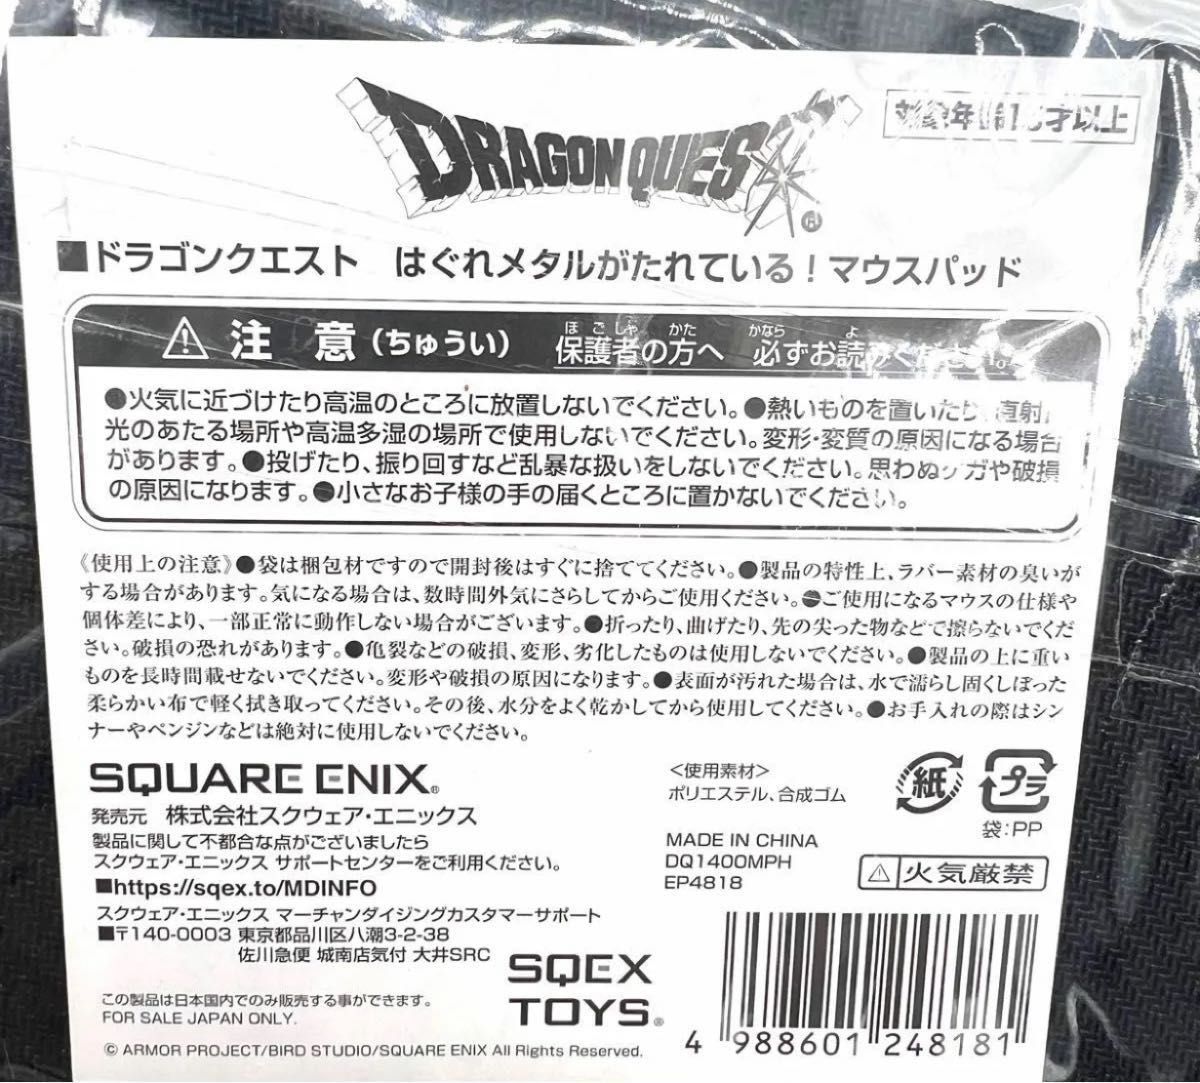 DRAGON QUEST®
対象年齢15才以上
■ドラゴンクエスト はぐれメタルがたれている!マウスパッド
⚠注 意(ちゅうい) 保護者の方へ 必ずお読みください。
ほごしゃ かた かなら よ
●火気に近づけたり高温のところに放置しないでください。●熱いものを置いたり、直射日
光のあたる場所や高温多湿の場所で使用しないでください。変形・変質の原因になる場合
があります。●投げたり、振り回すなど乱暴な扱いをしないでください。思わぬケガや破損
の原因になります。●小さなお子様の手の届くところに置かないでください。
《使用上の注意》●袋は梱包材ですので開封後はすぐに捨ててください。●製品の特性上、ラバー素材の臭いが
する場合があります。気になる場合は、数時間外気にさらしてからご使用ください。●ご使用になるマウスの仕様や
個体差により、一部正常に動作しない場合がございます。●折ったり、曲げたり、先の尖った物などで擦らないでくだ
さい。破損の恐れがあります。●亀裂などの破損、変形、劣化したものは使用しないでください。●製品の上に重い
ものを長時間載せないでください。変形や破損の原因になります。●表面が汚れた場合は、水で濡らし固くしぼった
柔らかい布で軽く拭き取ってください。その後、水分をよく乾かしてから使用してください。●お手入れの際はシン
ナーやベンジンなどは絶対に使用しないでください。
SQUARE ENIX®
発売元 株式会社スクウェア・エニックス
製品に関して不都合な点がございましたら
スクウェア・エニックス サポートセンターをご利用ください。
■https://sqex.to/MDINFO
スクウェア・エニックス マーチャンダイジングカスタマーサポート
■〒140-0003 東京都品川区八潮3-2-38
佐川急便 城南店気付 大井SRC
SQEX
TOYS®
この製品は日本国内でのみ販売する事ができます。
FOR SALE JAPAN ONLY.
© ARMOR PROJECT/BIRD STUDIO/SQUARE ENIX All Rights Reserved.
<使用素材>
ポリエステル、合成ゴム
紙
プラ
袋:PP
MADE IN CHINA
DQ1400MPH
EP4818
⚠火気厳禁
4 988601 248181